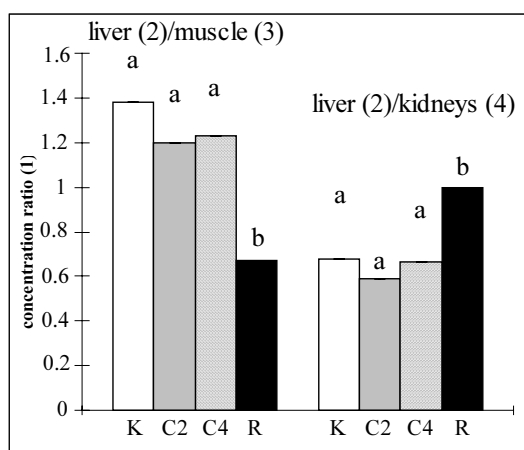 liver (2)/muscle (3)
liver (2)/kidneys (4)
concentration ratio (1)
1.6
1.4
1.2
1
0.8
0.6
0.4
0.2
0
a
a
a
b
a
a
a
b
K C2 C4 R K C2 C4 R